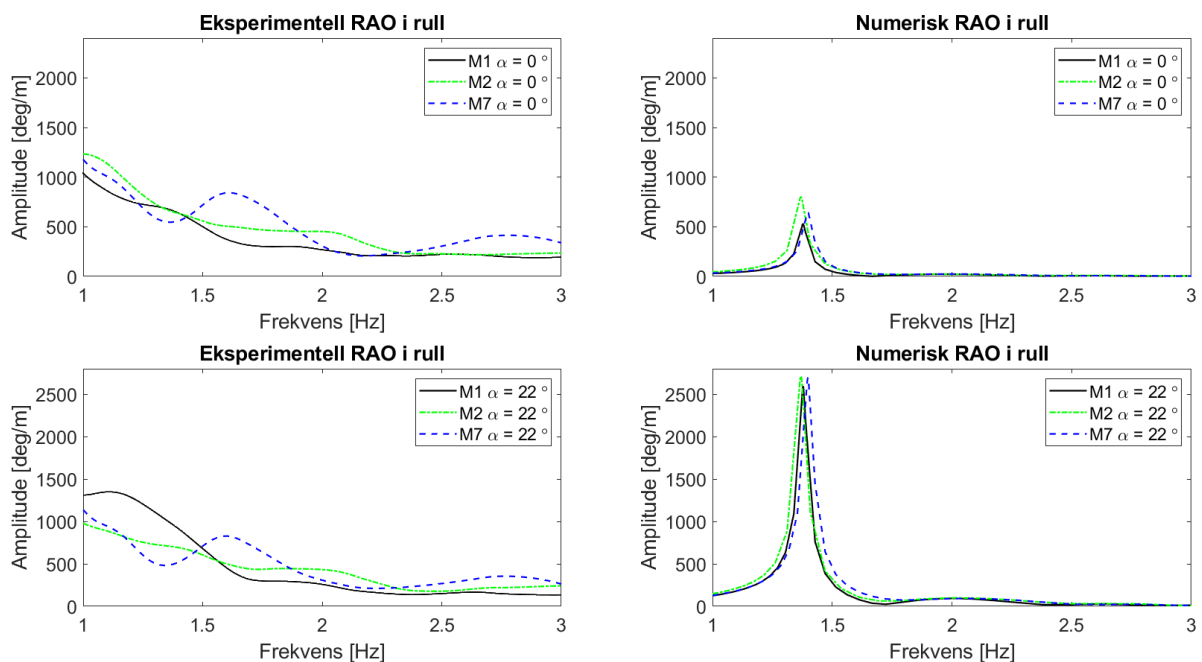 Eksperimentell RAO i rull
Amplitude [deg/m]
2000
1500
1000
500
0
M1 α = 0 °
M2 α = 0 °
M7 α = 0 °
1 1.5 2 2.5 3
Frekvens [Hz]
Numerisk RAO i rull
Amplitude [deg/m]
2000
1500
1000
500
0
M1 α = 0 °
M2 α = 0 °
M7 α = 0 °
1 1.5 2 2.5 3
Frekvens [Hz]
Eksperimentell RAO i rull
Amplitude [deg/m]
2500
2000
1500
1000
500
0
M1 α = 22 °
M2 α = 22 °
M7 α = 22 °
1 1.5 2 2.5 3
Frekvens [Hz]
Numerisk RAO i rull
Amplitude [deg/m]
2500
2000
1500
1000
500
0
M1 α = 22 °
M2 α = 22 °
M7 α = 22 °
1 1.5 2 2.5 3
Frekvens [Hz]